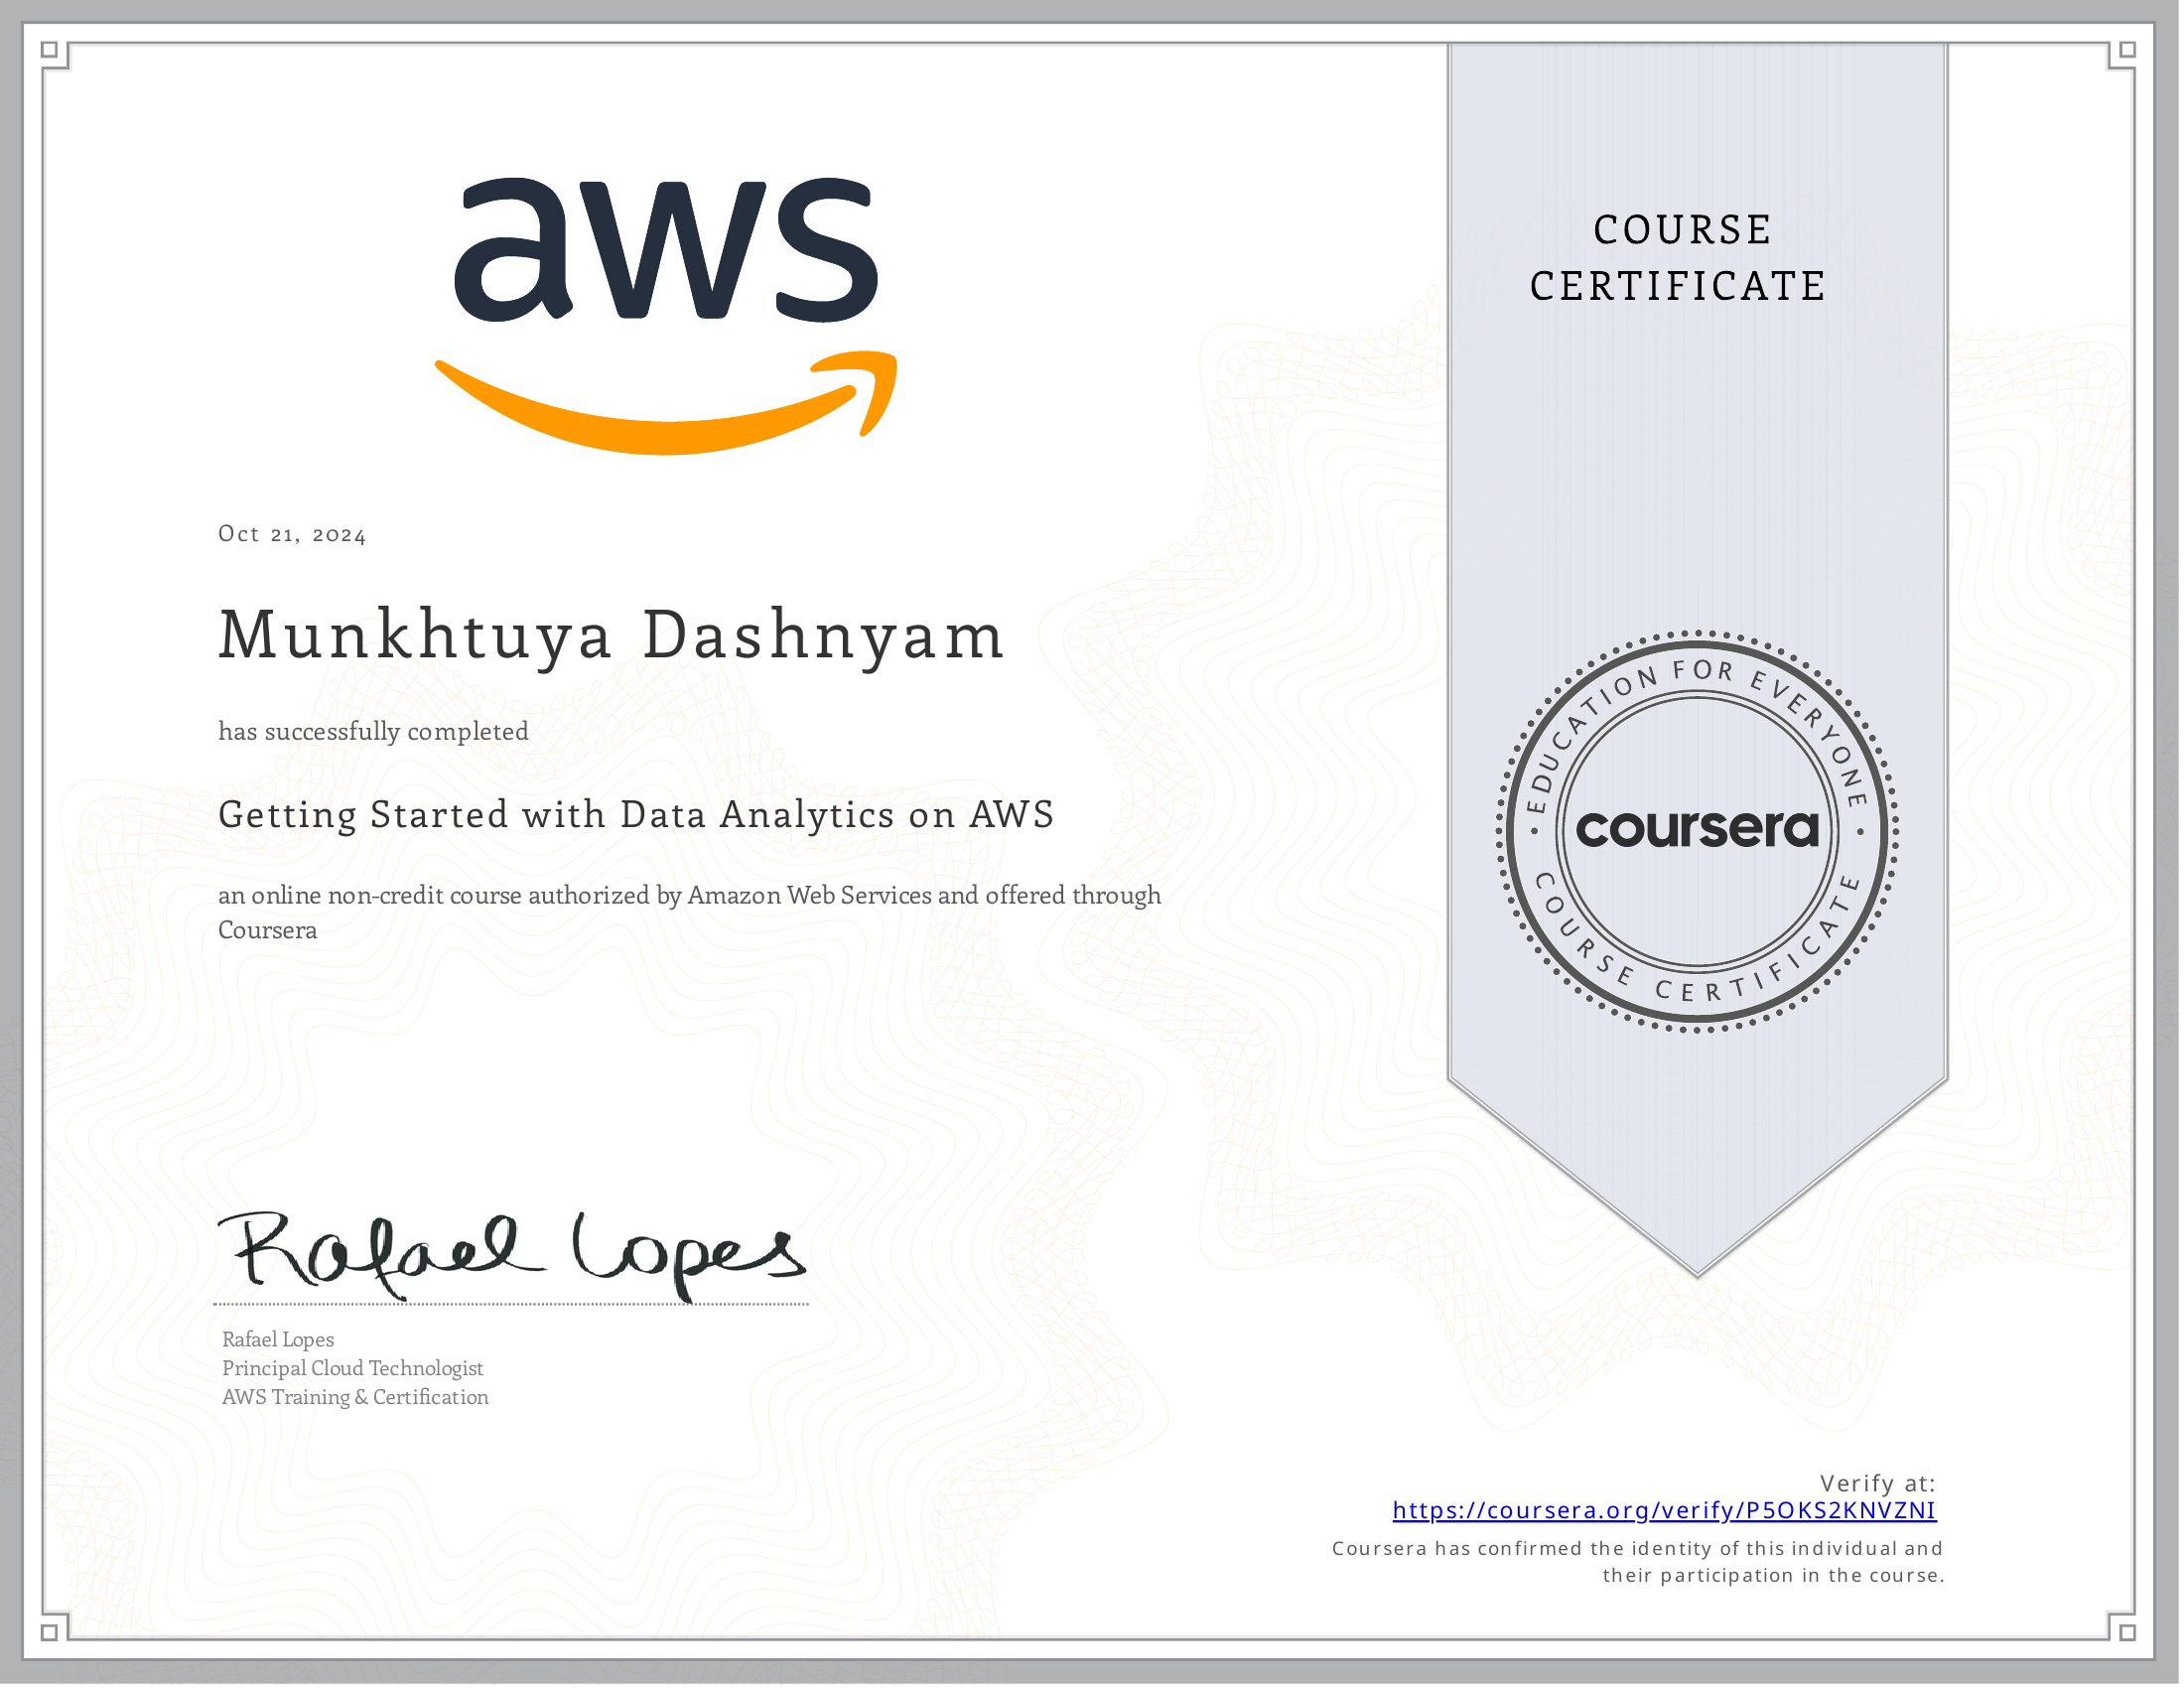 aws
COURSE
CERTIFICATE
Oct 21, 2024
Munkhtuya Dashnyam
has successfully completed
Getting Started with Data Analytics on AWS
an online non-credit course authorized by Amazon Web Services and offered through
Coursera
EDUCATION FOR EVERYONE
coursera
COURSE CERTIFICATE
Rafael Lopes
Rafael Lopes
Principal Cloud Technologist
AWS Training & Certification
Verify at:
https://coursera.org/verify/P5OKS2KNVZNI
Coursera has confirmed the identity of this individual and
their participation in the course.